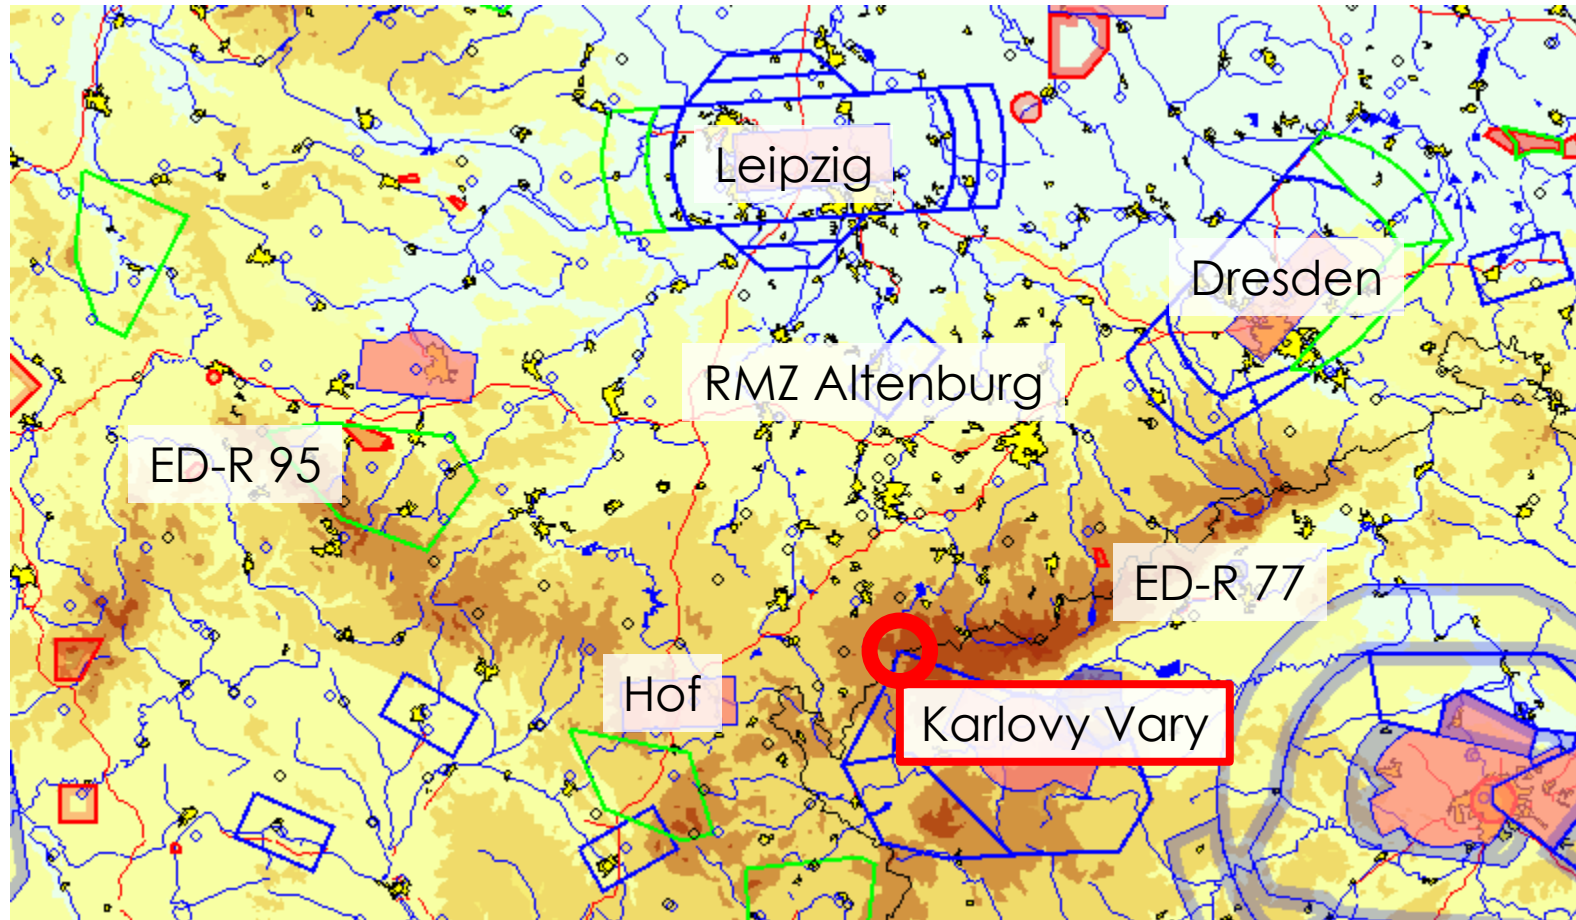 Leipzig
Dresden
RMZ Altenburg
ED-R 95
ED-R 77
Hof
Karlovy Vary